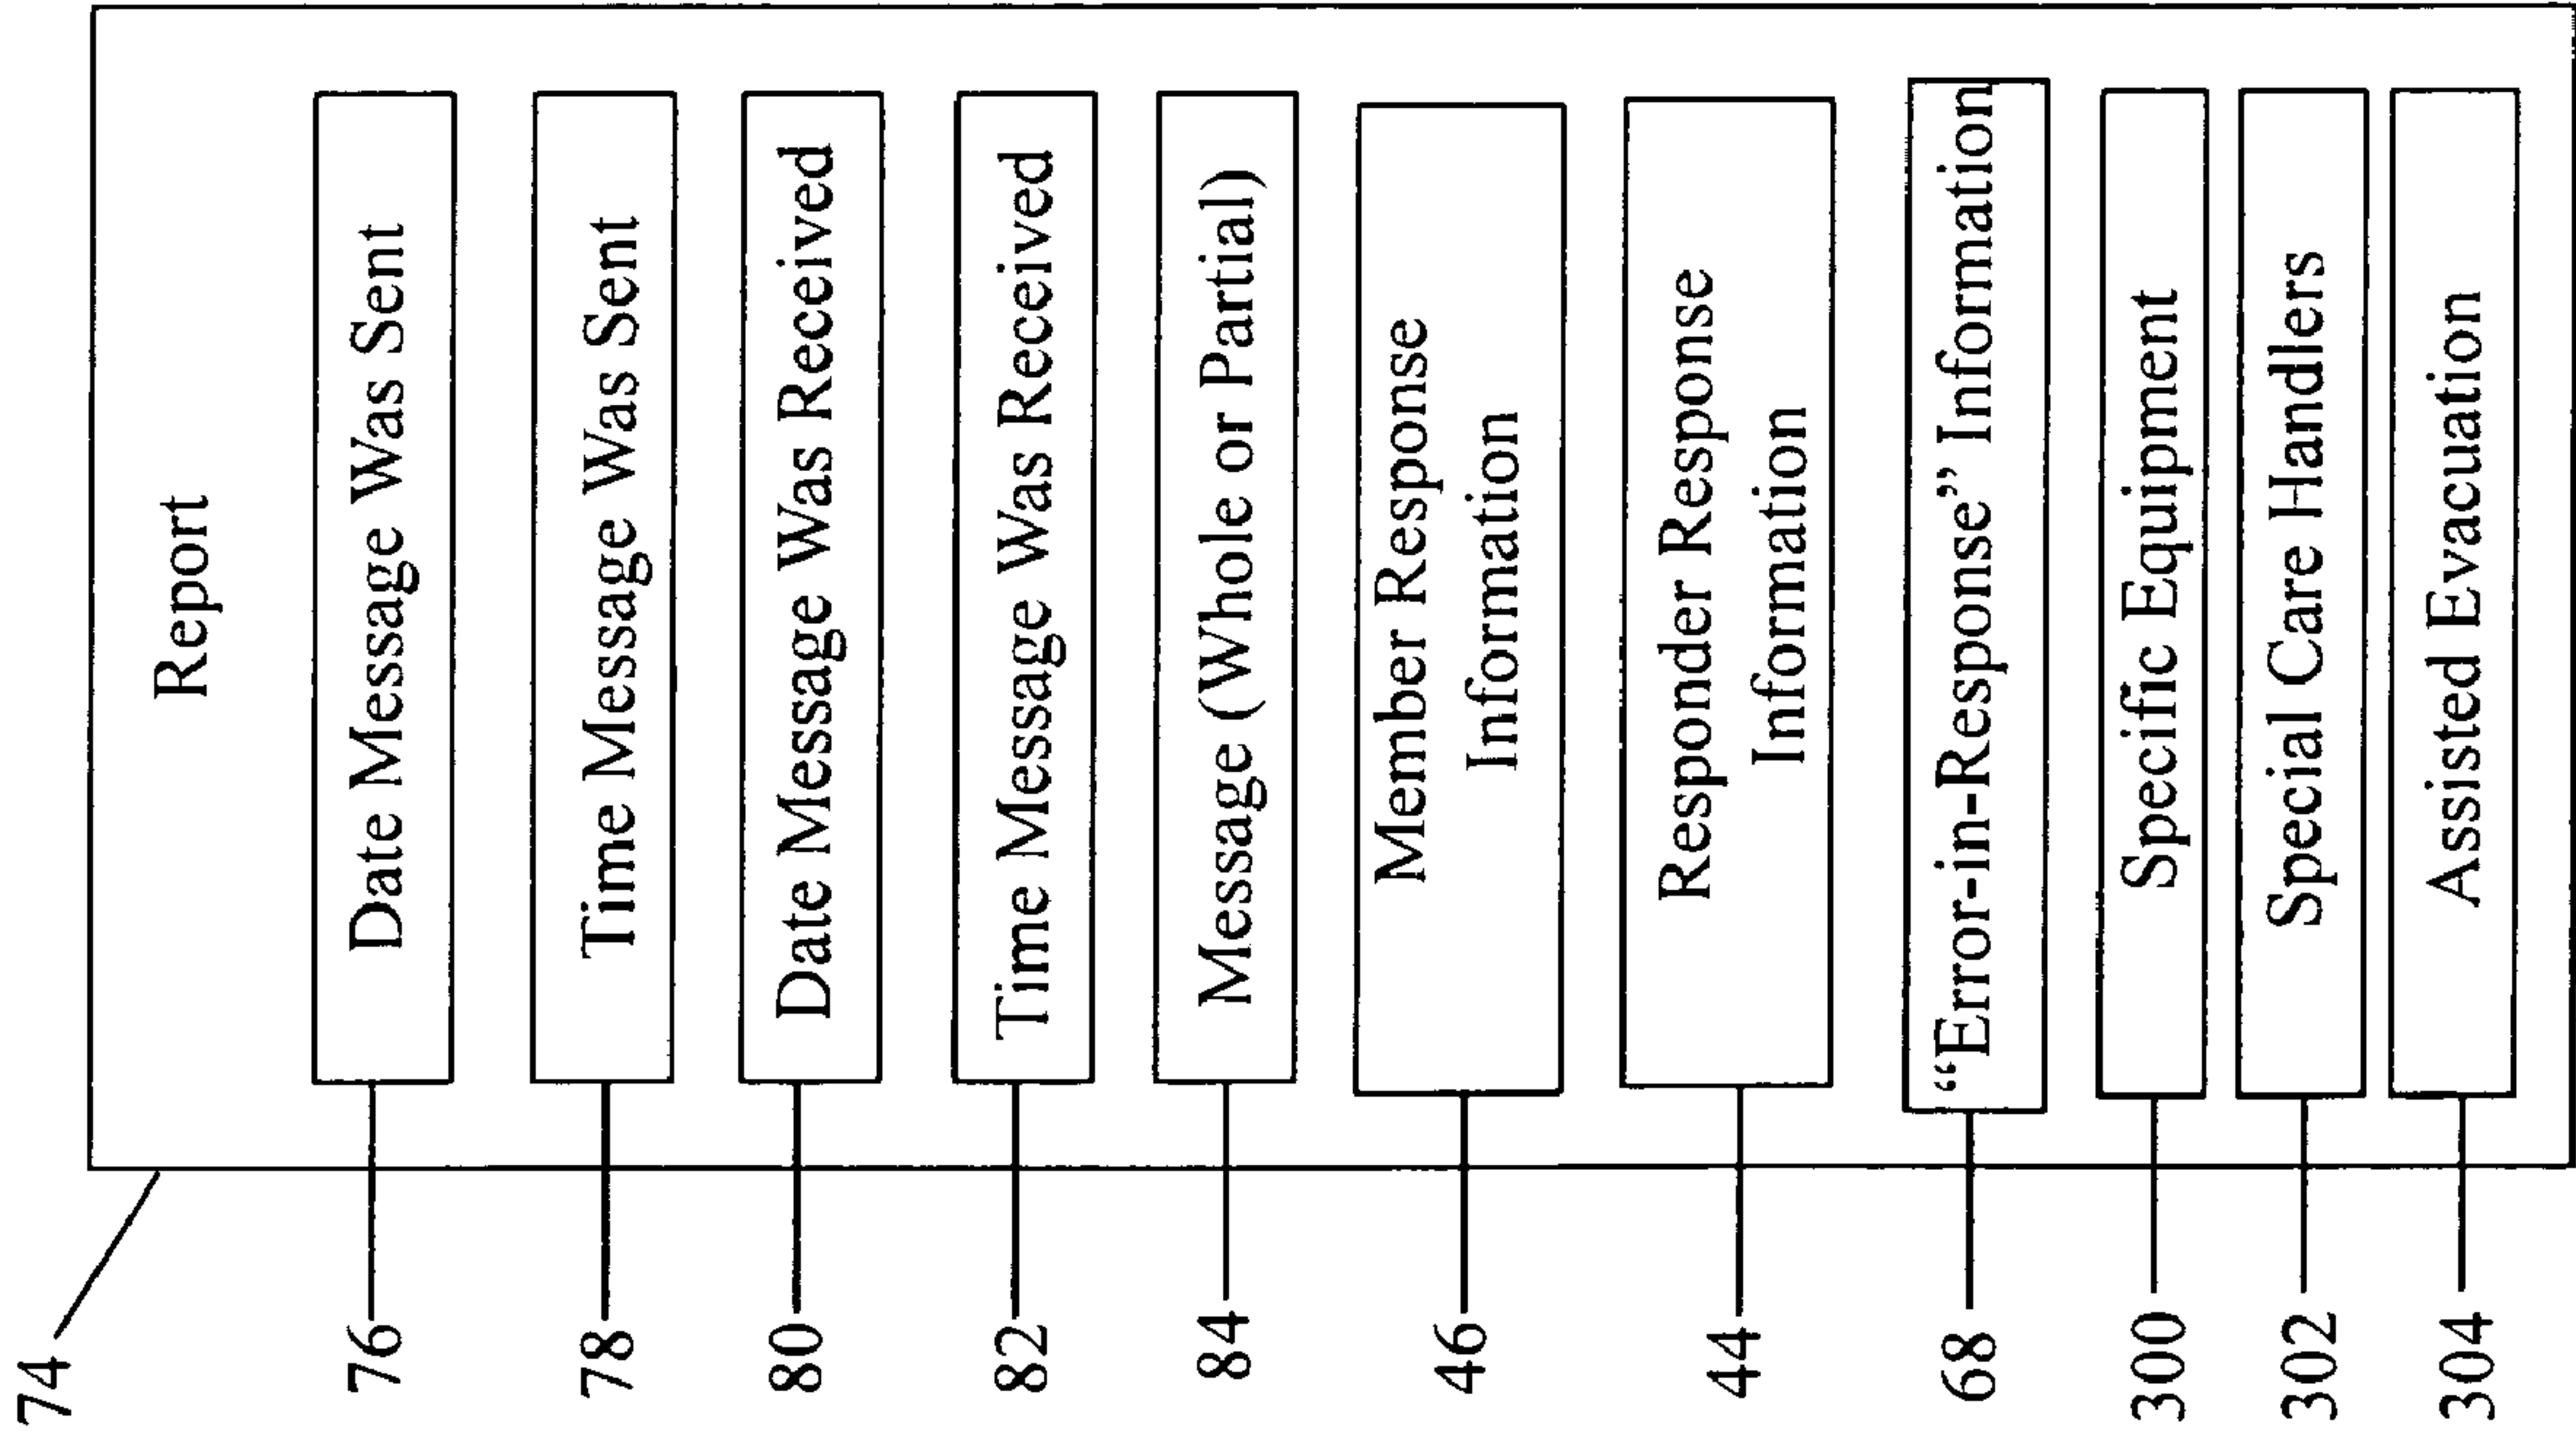 74
Report
76 Date Message Was Sent
78 Time Message Was Sent
80 Date Message Was Received
82 Time Message Was Received
84 Message (Whole or Partial)
46 Member Response
Information
44 Responder Response
Information
68 “Error-in-Response” Information
300 Specific Equipment
302 Special Care Handlers
304 Assisted Evacuation